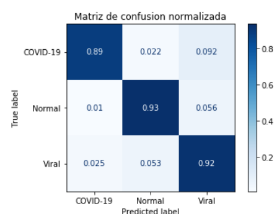 Matriz de confusion normalizada
COVID-19 0.89 0.022 0.092
Normal 0.01 0.93 0.056
Viral 0.025 0.053 0.92
COVID-19 Normal Viral
Predicted label
True label
0.8
0.6
0.4
0.2